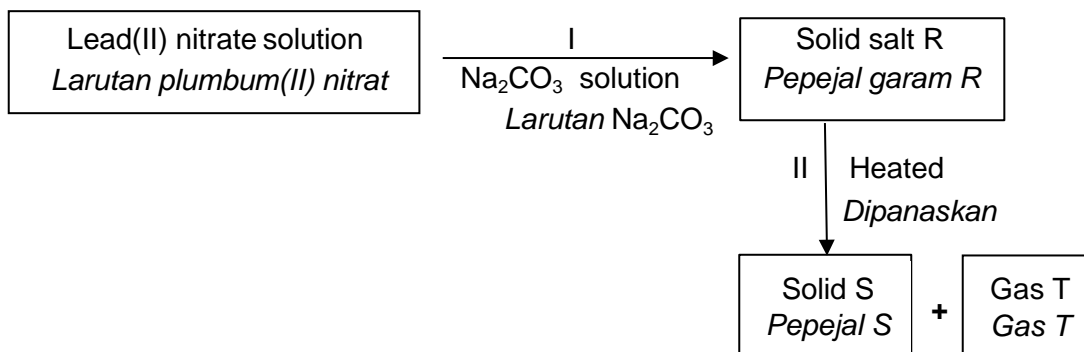 Lead(II) nitrate solution
Larutan plumbum(II) nitrat
I
Na₂CO₃ solution
Larutan Na₂CO₃
Solid salt R
Pepejal garam R
II Heated
Dipanaskan
Solid S
Pepejal S
+
Gas T
Gas T